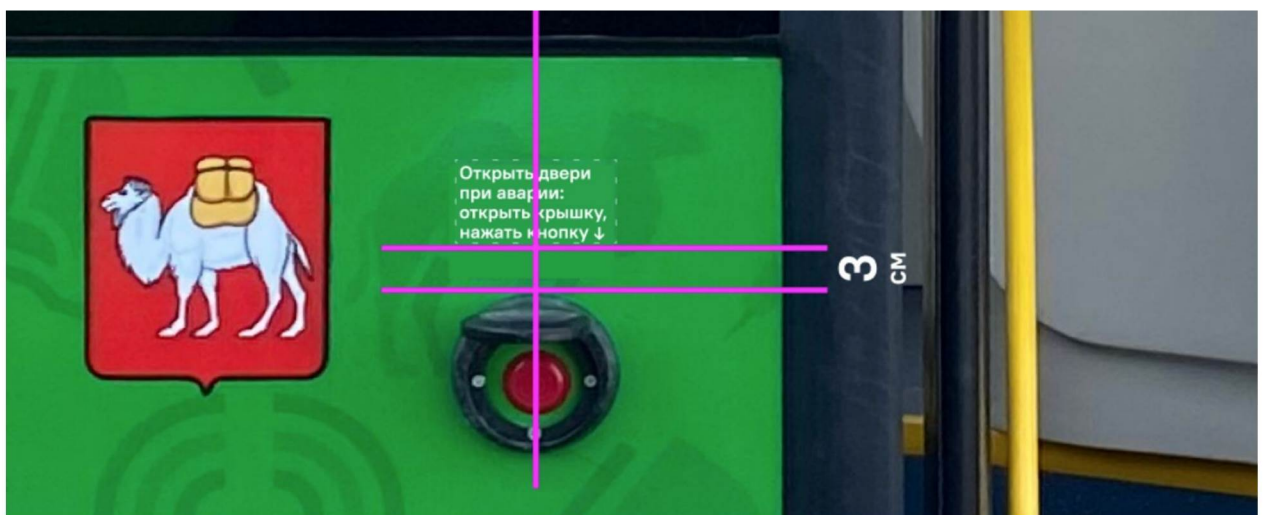 Открыть двери
при аварии:
открыть крышку,
нажать кнопку ↓
3
см